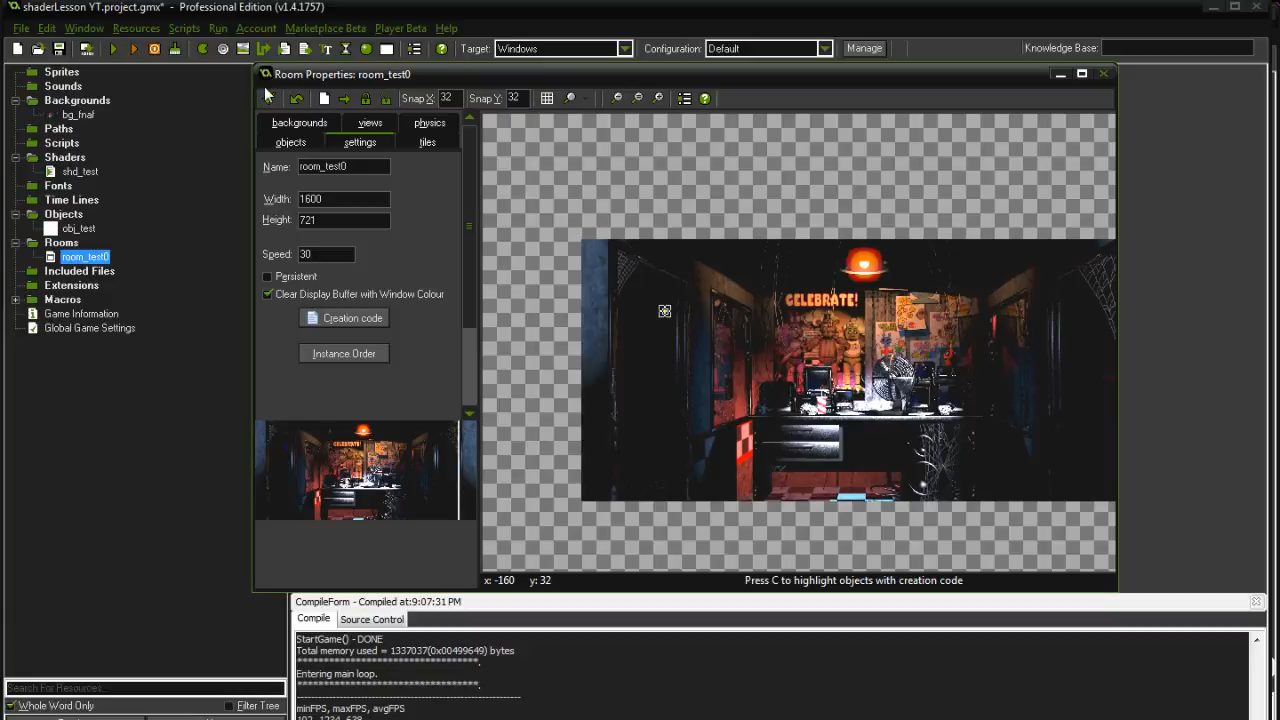 shaderLesson YT.project.gmx* - Professional Edition (v1.4.1757)
File Edit Window Resources Scripts Run Account Marketplace Beta Player Beta Help
Target: Windows Configuration: Default Manage Knowledge Base:
Sprites
Sounds
Backgrounds
bg_fnaf
Paths
Scripts
Shaders
shd_test
Fonts
Time Lines
Objects
obj_test
Rooms
room_test0
Included Files
Extensions
Macros
Game Information
Global Game Settings
Search For Resources...
Whole Word Only Filter Tree
Room Properties: room_test0
Snap X: 32 Snap Y: 32
backgrounds views physics
objects settings tiles
Name: room_test0
Width: 1600
Height: 721
Speed: 30
Persistent
Clear Display Buffer with Window Colour
Creation code
Instance Order
CELEBRATE!
x: -160 y: 32 Press C to highlight objects with creation code
CompileForm - Compiled at:9:07:31 PM
Compile Source Control
StartGame() - DONE
Total memory used = 1337037(0x00499649) bytes
Entering main loop.
minFPS, maxFPS, avgFPS